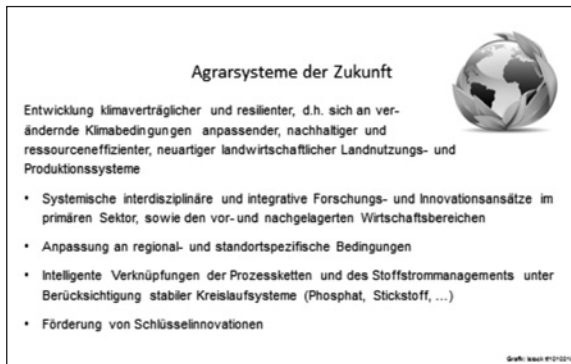 Agrarsysteme der Zukunft
Entwicklung klimaverträglicher und resilienter, d.h. sich an ver-
ändernde Klimabedingungen anpassender, nachhaltiger und
ressourceneffizienter, neuartiger landwirtschaftlicher Landnutzungs- und
Produktionssysteme
• Systemische interdisziplinäre und integrative Forschungs- und Innovationsansätze im
primären Sektor, sowie den vor- und nachgelagerten Wirtschaftsbereichen
• Anpassung an regional- und standortspezifische Bedingungen
• Intelligente Verknüpfungen der Prozessketten und des Stoffstrommanagements unter
Berücksichtigung stabiler Kreislaufsysteme (Phosphat, Stickstoff, ...)
• Förderung von Schlüsselinnovationen
Grafik: